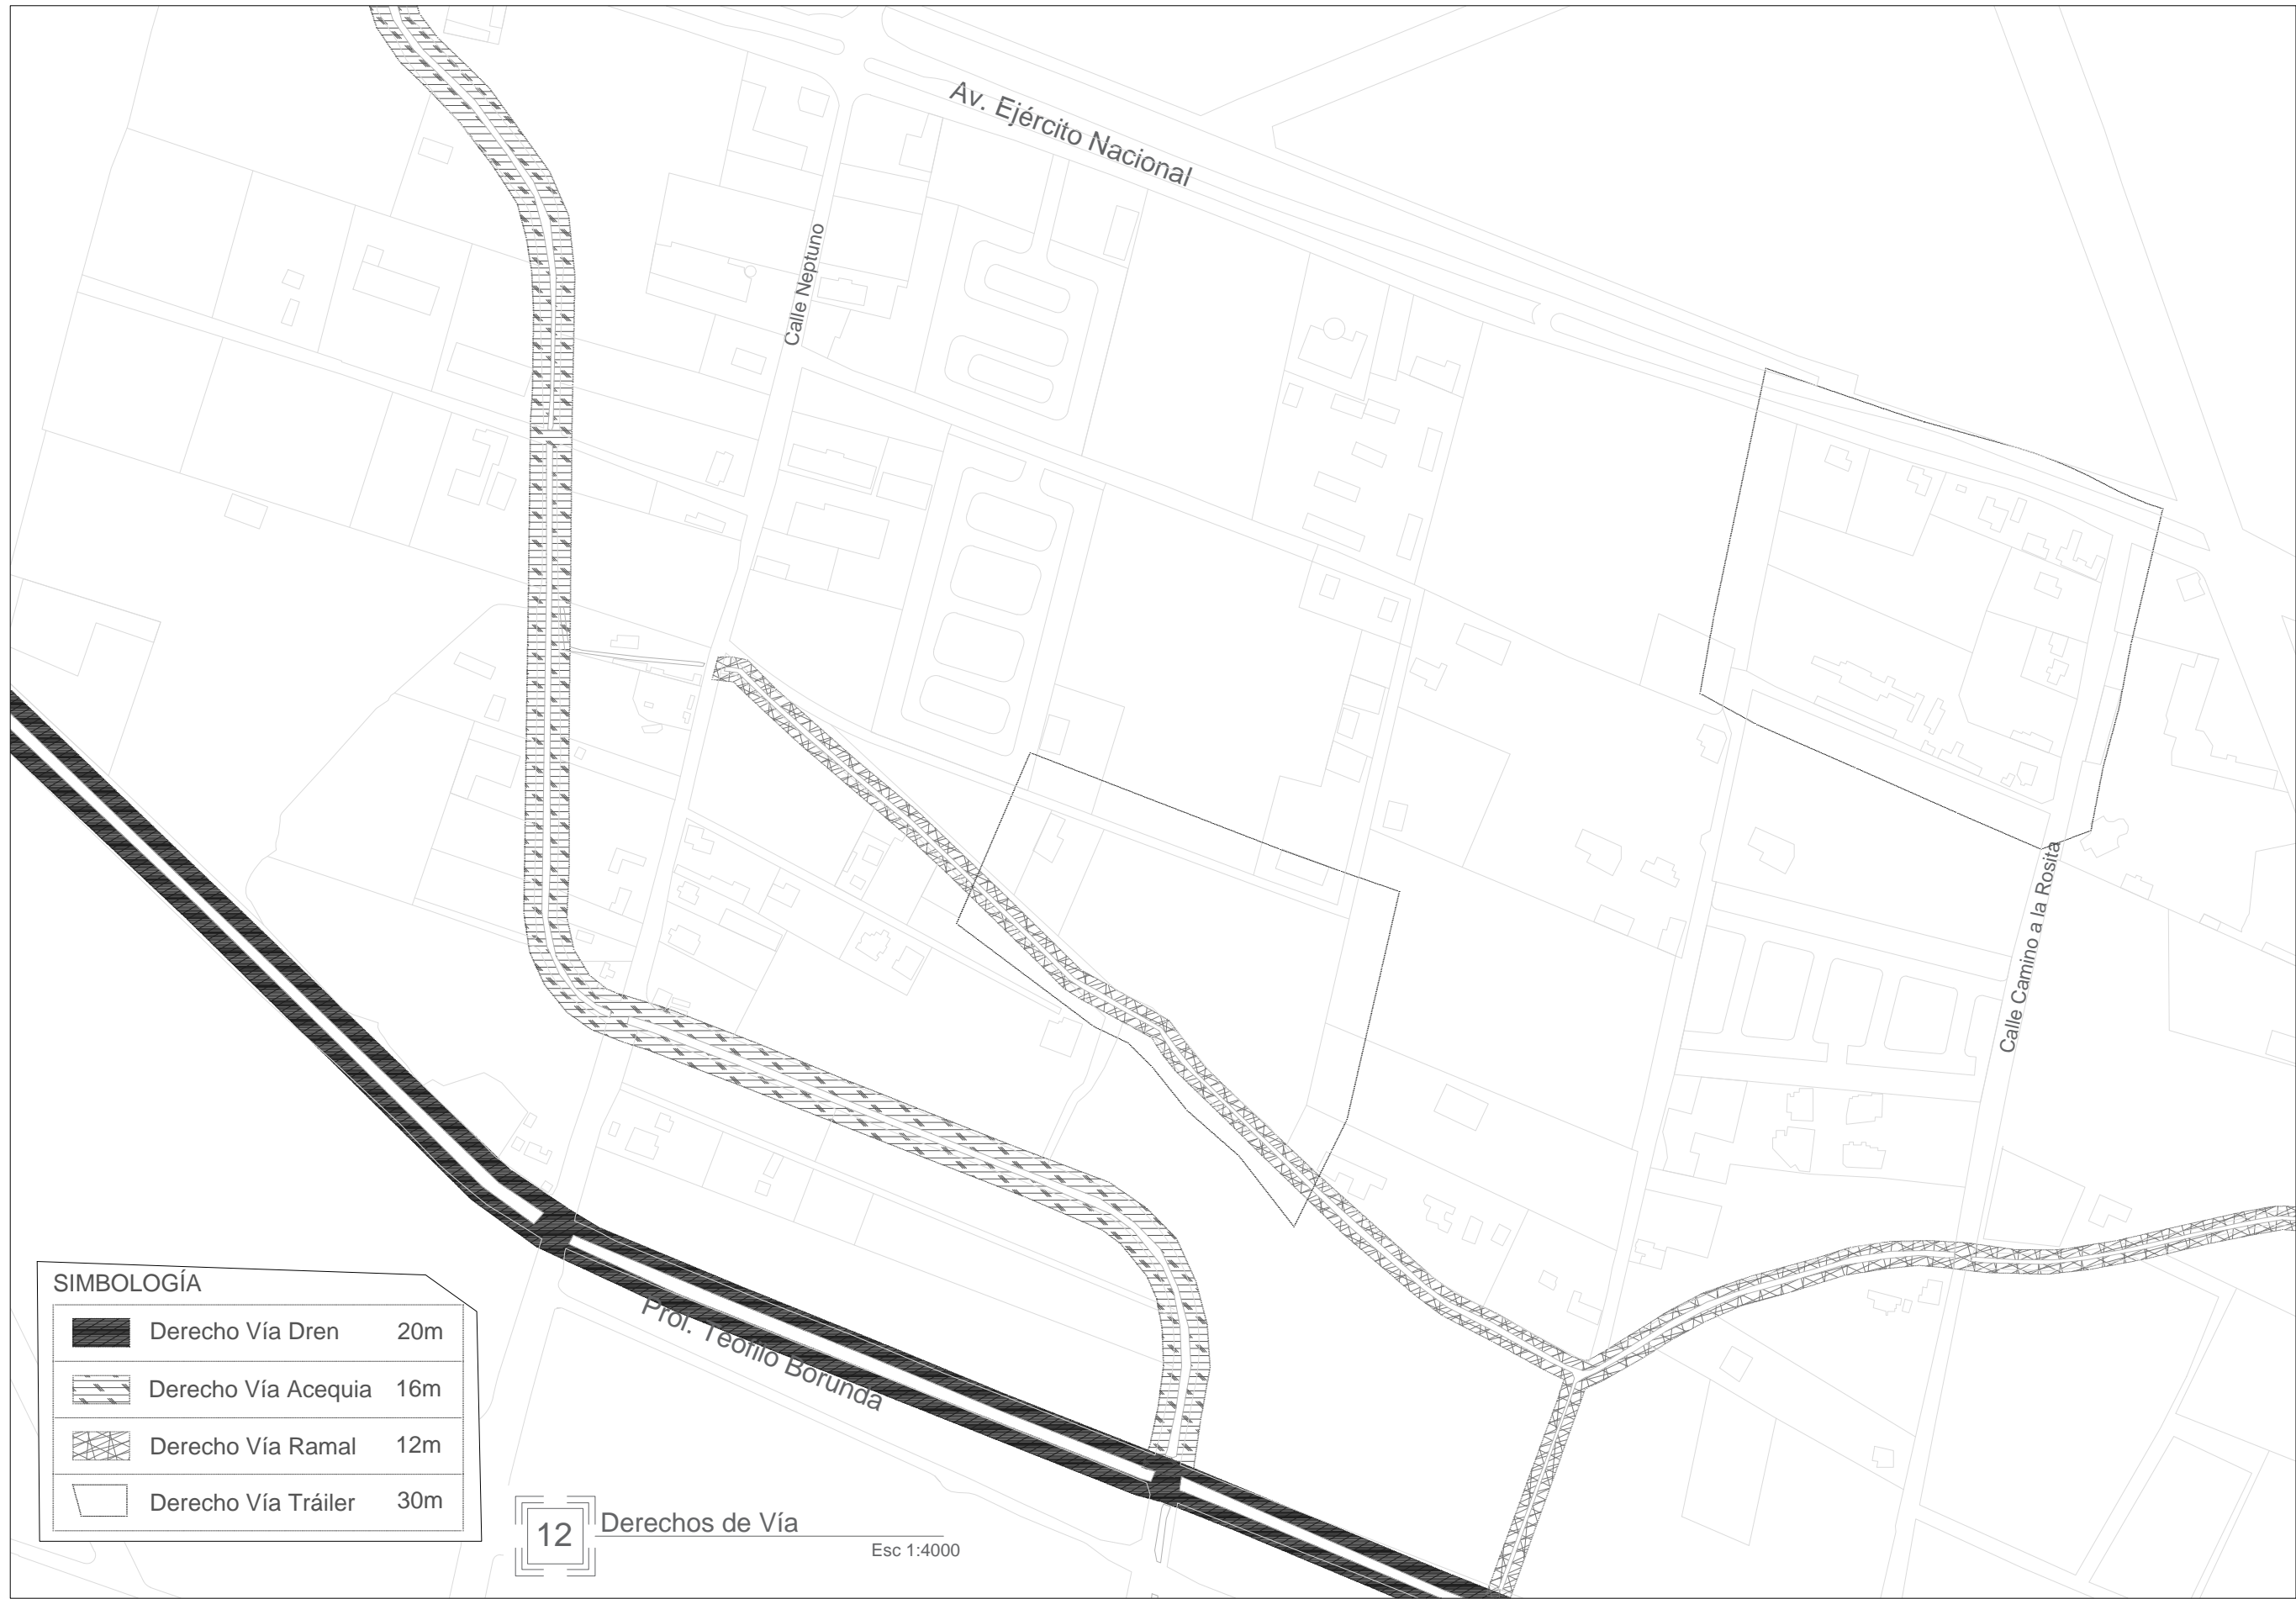 Av. Ejército Nacional
Calle Neptuno
Calle Camino a la Rosita
Prol. Teofilo Borunda
SIMBOLOGÍA
Derecho Vía Dren 20m
Derecho Vía Acequia 16m
Derecho Vía Ramal 12m
Derecho Vía Tráiler 30m
12 Derechos de Vía
Esc 1:4000